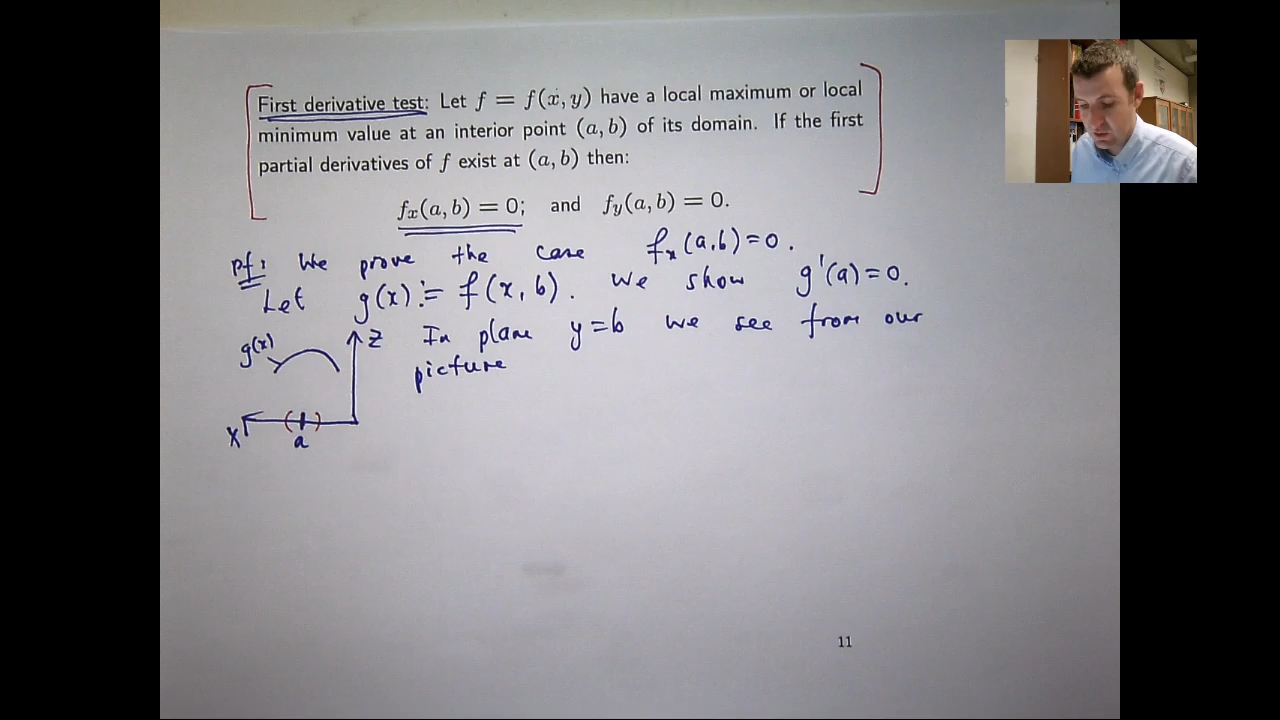 First derivative test: Let f = f(x, y) have a local maximum or local
minimum value at an interior point (a, b) of its domain. If the first
partial derivatives of f exist at (a, b) then:
fₓ(a, b) = 0; and f_y(a, b) = 0.
pf: We prove the case fₓ(a,b)=0.
Let g(x) := f(x, b). We show g'(a)=0.
In plane y=b we see from our
picture
g(x)
z
x
a
11